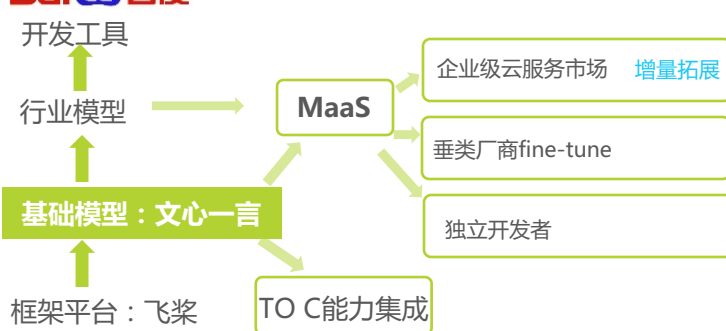 开发工具
行业模型
MaaS
企业级云服务市场 增量拓展
垂类厂商fine-tune
基础模型：文心一言
独立开发者
框架平台：飞桨
TO C能力集成